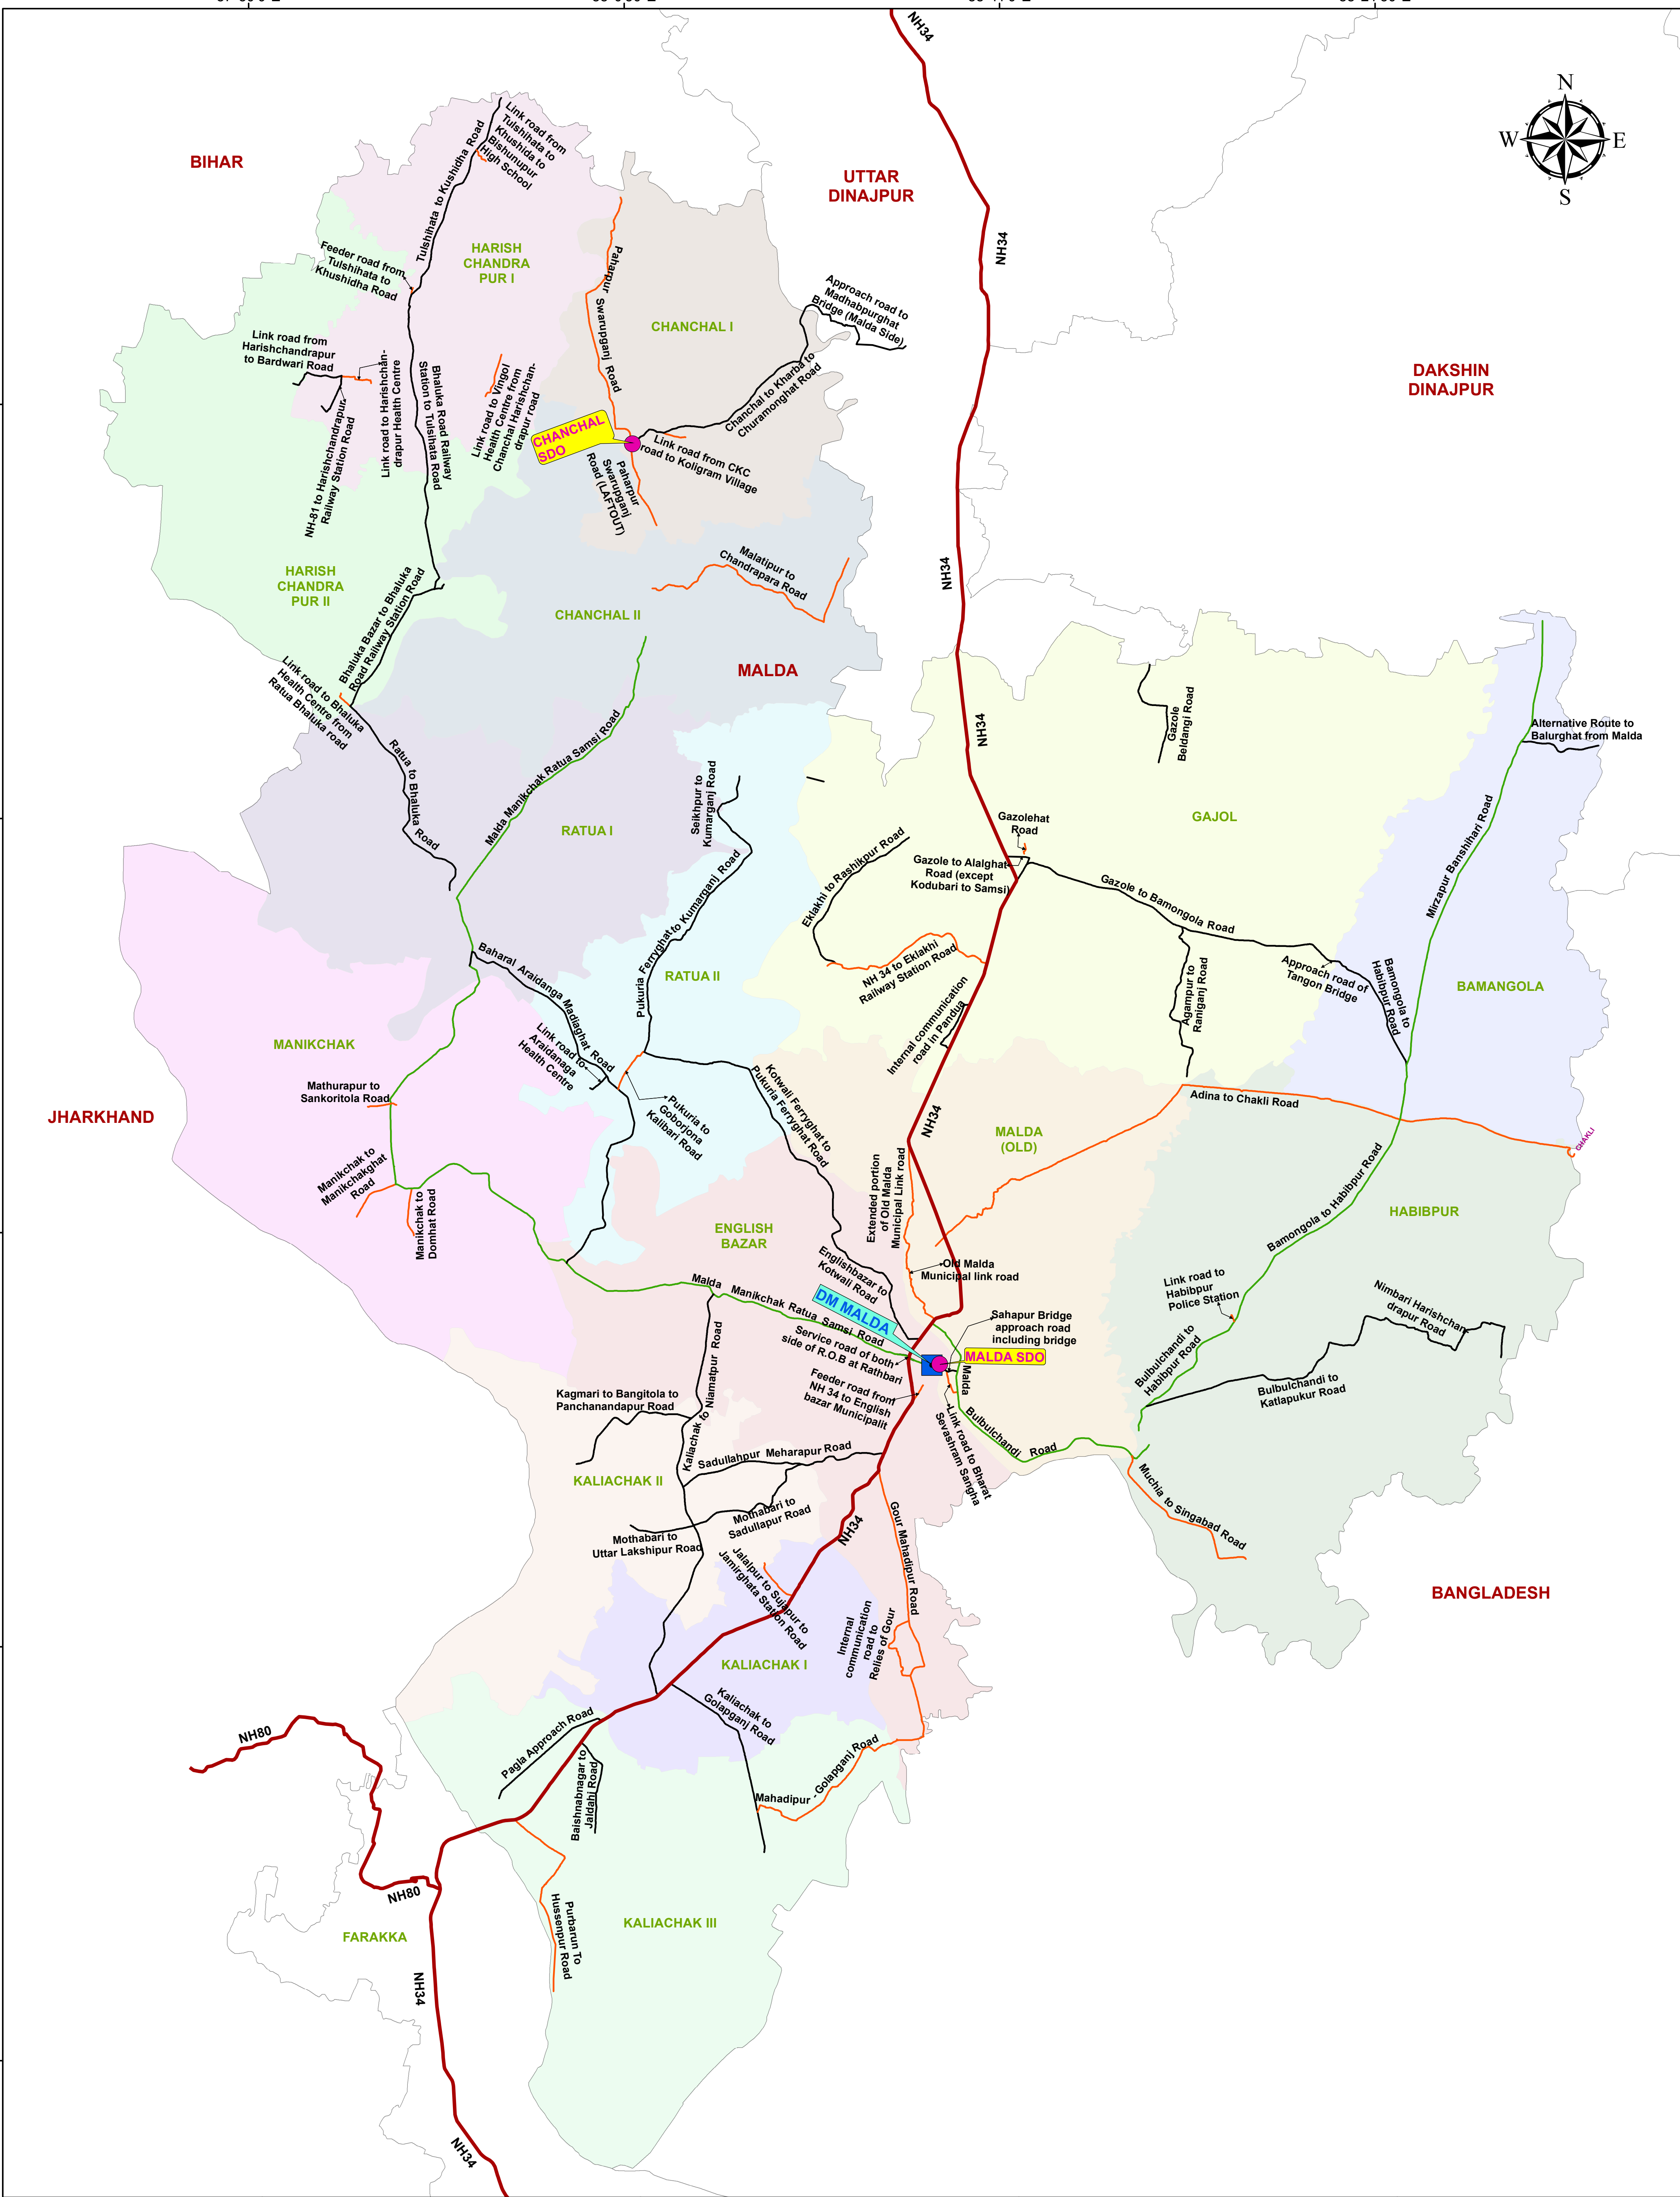 NH34
N
W
E
S
BIHAR
UTTAR
DINAJPUR
DAKSHIN
DINAJPUR
Link road from
Tulshihata to
Khushida to
Bishunupur
High School
Tulshihata to Kushidha Road
HARISH
CHANDRA
PUR I
Feeder road from
Tulshihata to
Khushidha Road
Paharpur Swarupganj Road
NH34
CHANCHAL I
Approach road to
Madhabpurghat
Bridge (Malda Side)
Link road from
Harishchandrapur
to Bardwari Road
Link road to Harishchan-
drapur Health Centre
Bhaluka Road Railway
Station to Tulsihata Road
Link road to Vingol
Health Centre from
Chanchal Harishchan-
drapur road
Chanchal to Kharba to
Churamonghat Road
NH-81 to Harishchandrapur
Railway Station Road
CHANCHAL
SDO
Link road from CKC
road to Koligram Village
Paharpur
Swarupganj
Road (LAFTOUT)
HARISH
CHANDRA
PUR II
Malatipur to
Chandrapara Road
NH34
CHANCHAL II
Bhaluka Bazar to Bhaluka
Road Railway Station Road
MALDA
Link road to Bhaluka
Health Centre from
Ratua Bhaluka road
Ratua to Bhaluka Road
Malda Manikchak Ratua Samsi Road
NH34
Gazole
Beldangi Road
Alternative Route to
Balurghat from Malda
RATUA I
Seikhpur to
Kumarganj Road
Gazolehat
Road
GAJOL
Mirzapur Banshihari Road
Eklakhi to Rashikpur Road
Gazole to Alalghat
Road (except
Kodubari to Samsi)
Gazole to Bamongola Road
Pukuria Ferryghat to Kumarganj Road
Baharal Araidanga Madiaghat Road
RATUA II
NH 34 to Eklakhi
Railway Station Road
Agampur to
Raniganj Road
Approach road of
Tangon Bridge
Bamongola to
Habibpur Road
BAMANGOLA
Internal communication
road in Pandua
MANIKCHAK
Link road to
Araidanaga
Health Centre
Mathurapur to
Sankoritola Road
JHARKHAND
Pukuria to
Goborjona
Kalibari Road
Kotwali Ferryghat to
Pukuria Ferryghat Road
NH34
MALDA
(OLD)
Adina to Chakli Road
CHAKLI
Manikchak to
Manikchakghat
Road
Manikchak to
Domhat Road
Extended portion
of Old Malda
Municipal Link road
Bamongola to Habibpur Road
HABIBPUR
ENGLISH
BAZAR
Englishbazar to
Kotwali Road
Old Malda
Municipal link road
Link road to
Habibpur
Police Station
Malda Manikchak Ratua Samsi Road
DM MALDA
Sahapur Bridge
approach road
including bridge
Nimbari Harishchan-
drapur Road
Service road of both
side of R.O.B at Rathbari
MALDA SDO
Bulbulchandi to
Habibpur Road
Feeder road from
NH 34 to English
bazar Municipalit
Malda Bulbulchandi Road
Bulbulchandi to
Katlapukur Road
Kagmari to Bangitola to
Panchanandapur Road
Kaliachak to Niamatpur Road
Link road to Bharat
Sevashram Sangha
Sadullahpur Meharapur Road
KALIACHAK II
Muchia to Singabad Road
Mothabari to
Sadullapur Road
Mothabari to
Uttar Lakshipur Road
NH34
Gour Mahadipur Road
Jalalpur to Sujapur to
Jamirghata Station Road
BANGLADESH
Internal
communication
road to
Relies of Gour
KALIACHAK I
Kaliachak to
Golapganj Road
NH80
Pagla Approach Road
Baishnabnagar to
Jaldahi Road
Mahadipur - Golapganj Road
NH80
Purbarun To
Hussenpur Road
KALIACHAK III
FARAKKA
NH34
NH34